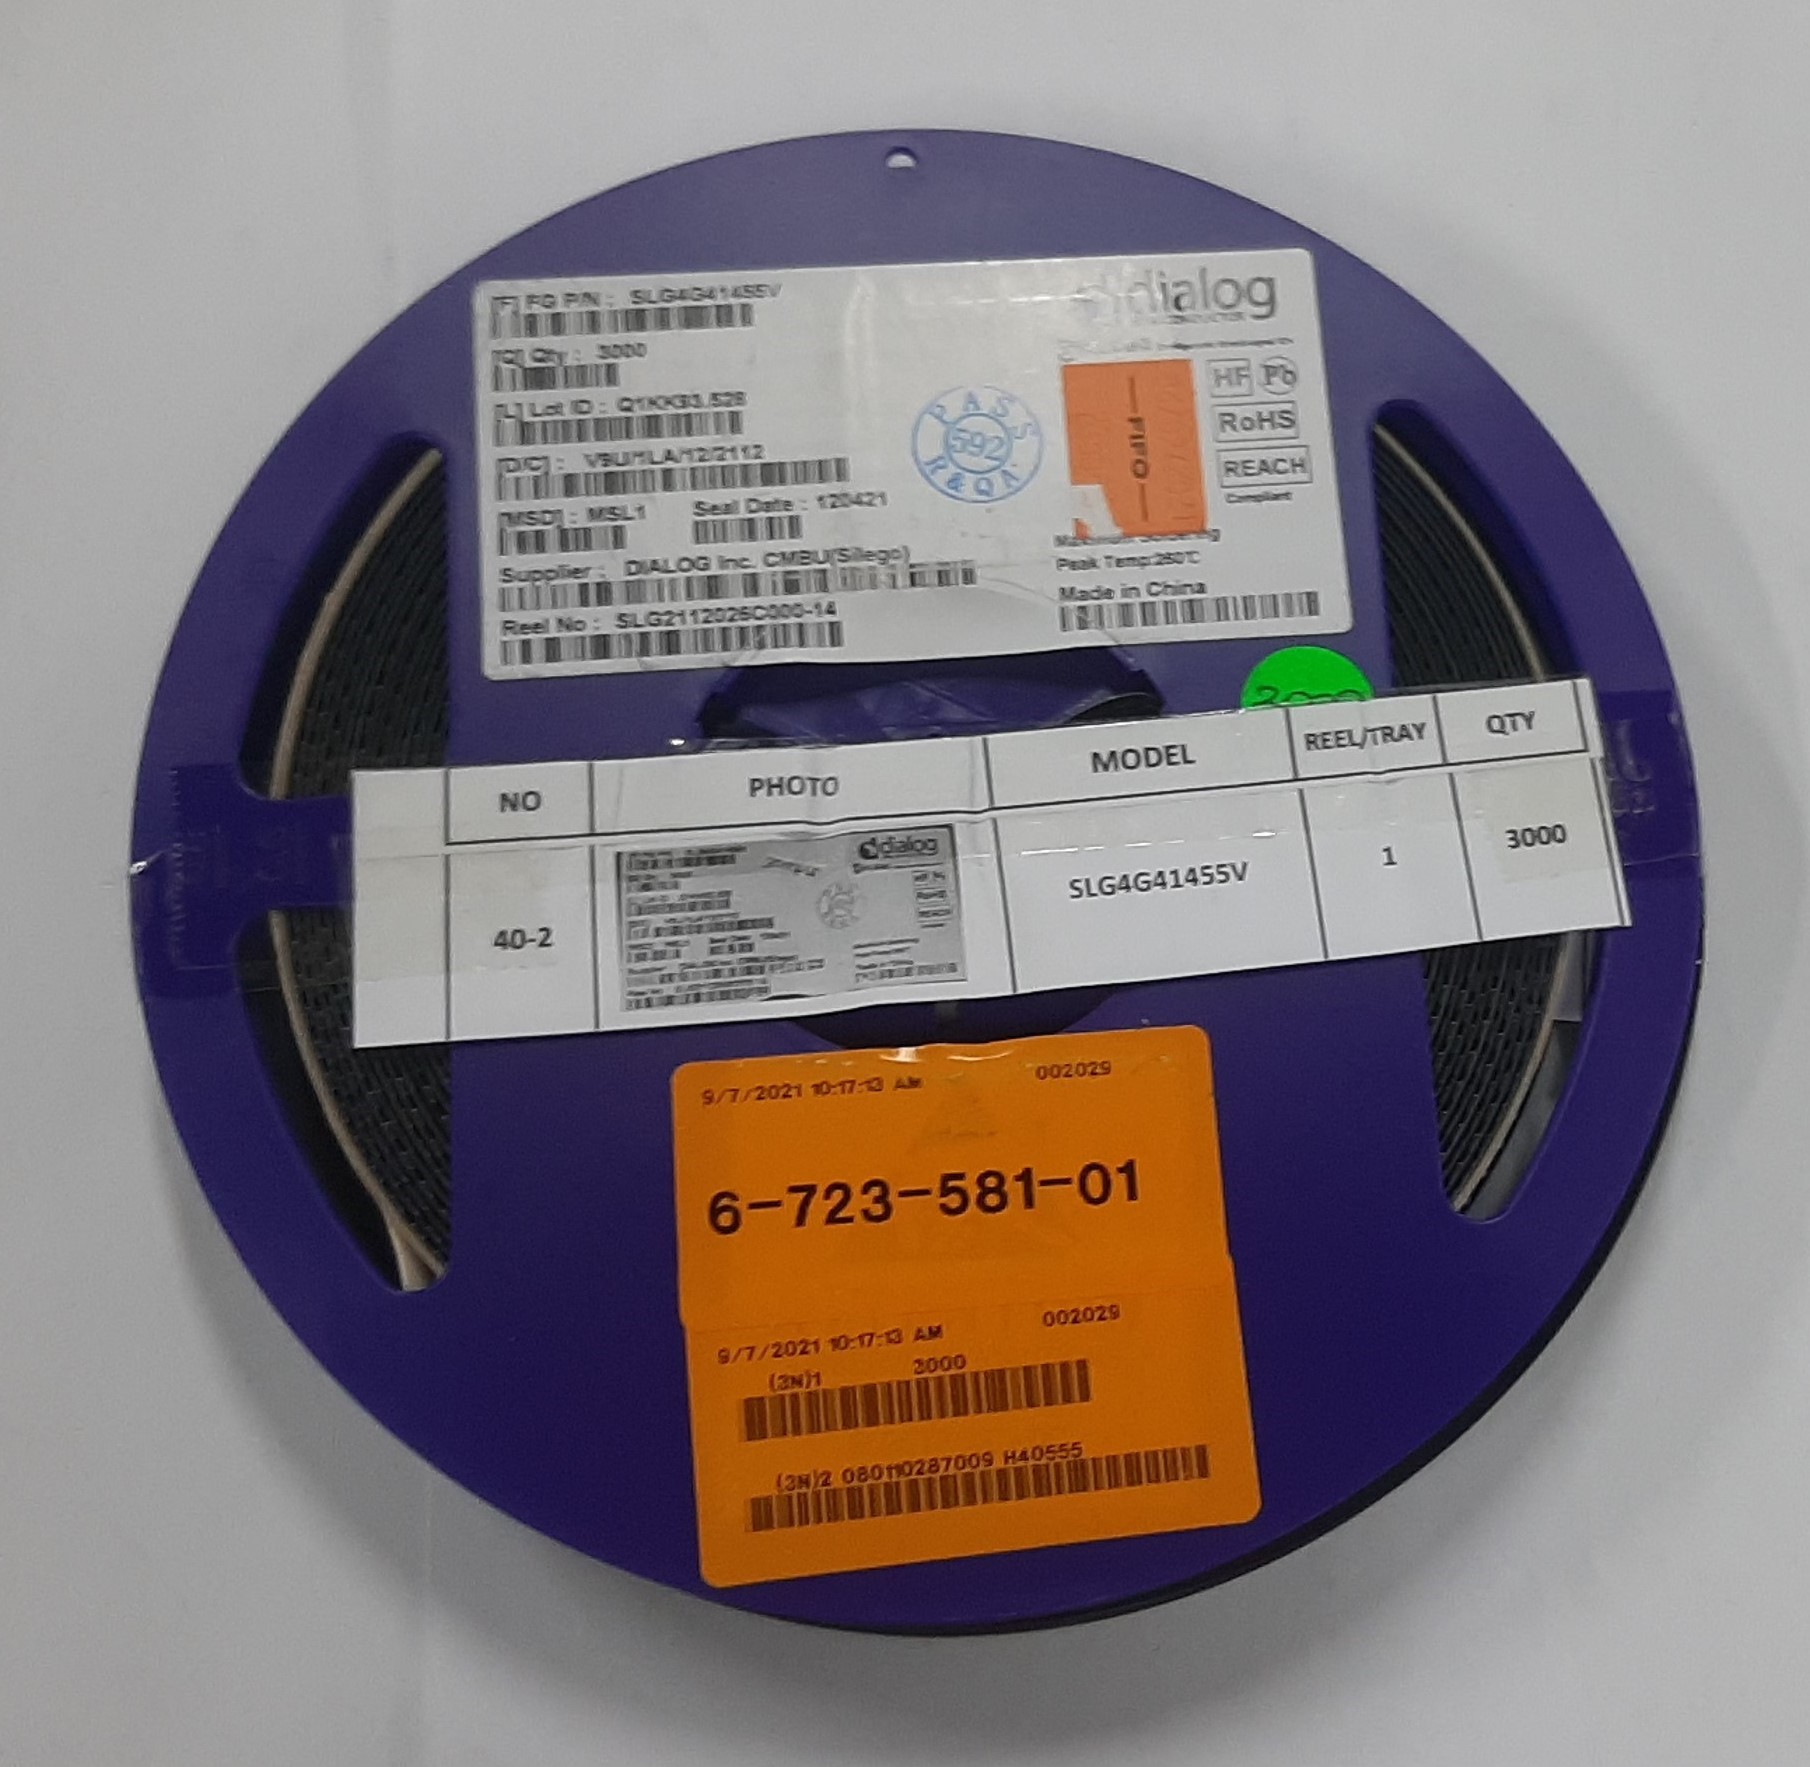 [F] FG P/N : SLG4G41455V
[Q] Qty : 3000
[L] Lot ID : Q1KK93.528
[D/C] : V9U/1LA/12/2112
[MSD] : MSL1 Seal Date : 120421
Supplier : DIALOG Inc. CMBU(Silego)
Reel No : SLG2112026C000-14
dialog
HF Pb
RoHS
REACH
Compliant
PASS
592
R&QA
FIFO
Peak Temp:260℃
Made in China
3000
NO PHOTO MODEL REEL/TRAY QTY
40-2 SLG4G41455V 1 3000
dialog
9/7/2021 10:17:13 AM 002029
6-723-581-01
9/7/2021 10:17:13 AM 002029
(3N)1 3000
(3N)2 080110287009 H40555